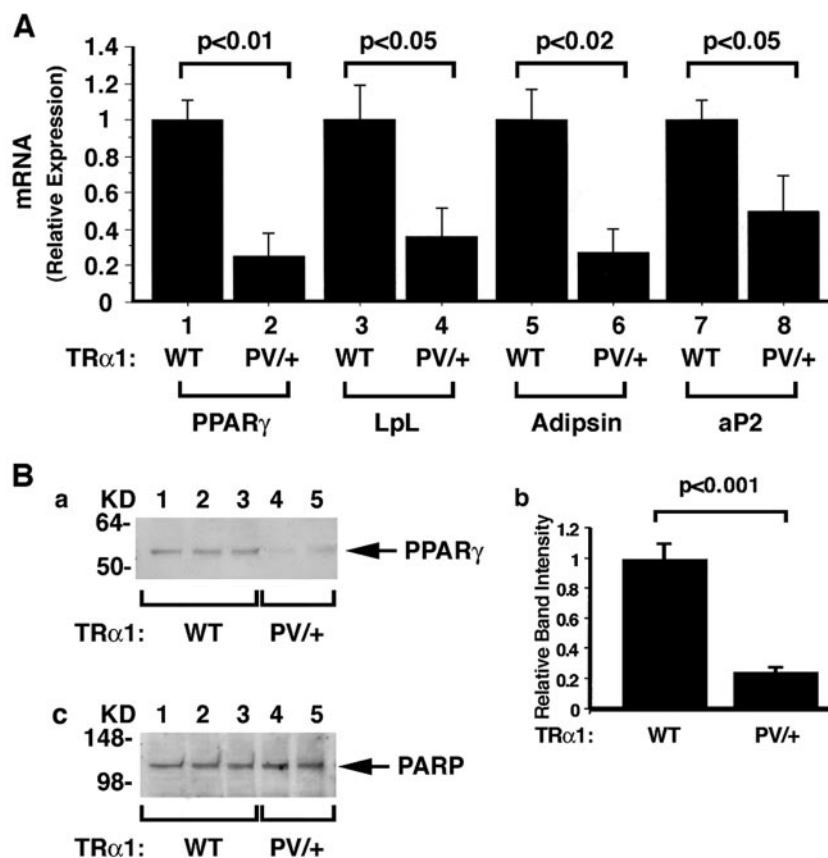 A
1.4
1.2
1
0.8
0.6
0.4
0.2
0
mRNA
(Relative Expression)
p<0.01 p<0.05 p<0.02 p<0.05
1 2 3 4 5 6 7 8
TRα1: WT PV/+ WT PV/+ WT PV/+ WT PV/+
PPARγ LpL Adipsin aP2
B
a KD 1 2 3 4 5
64-
50-
PPARγ
TRα1: WT PV/+
b
p<0.001
Relative Band Intensity
1.2
1
0.8
0.6
0.4
0.2
0
TRα1: WT PV/+
c KD 1 2 3 4 5
148-
98-
PARP
TRα1: WT PV/+